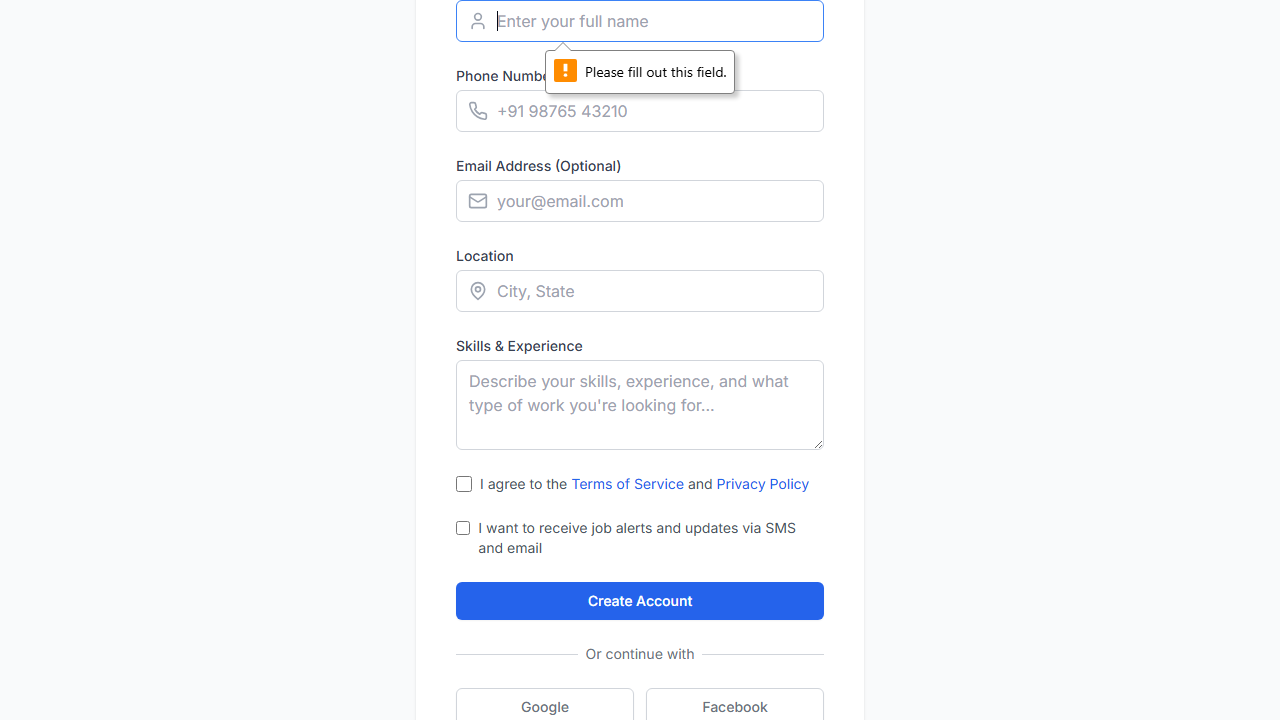 Enter your full name
Please fill out this field.
Phone Numbe
+91 98765 43210
Email Address (Optional)
your@email.com
Location
City, State
Skills & Experience
Describe your skills, experience, and what
type of work you're looking for...
I agree to the Terms of Service and Privacy Policy
I want to receive job alerts and updates via SMS
and email
Create Account
Or continue with
Google
Facebook